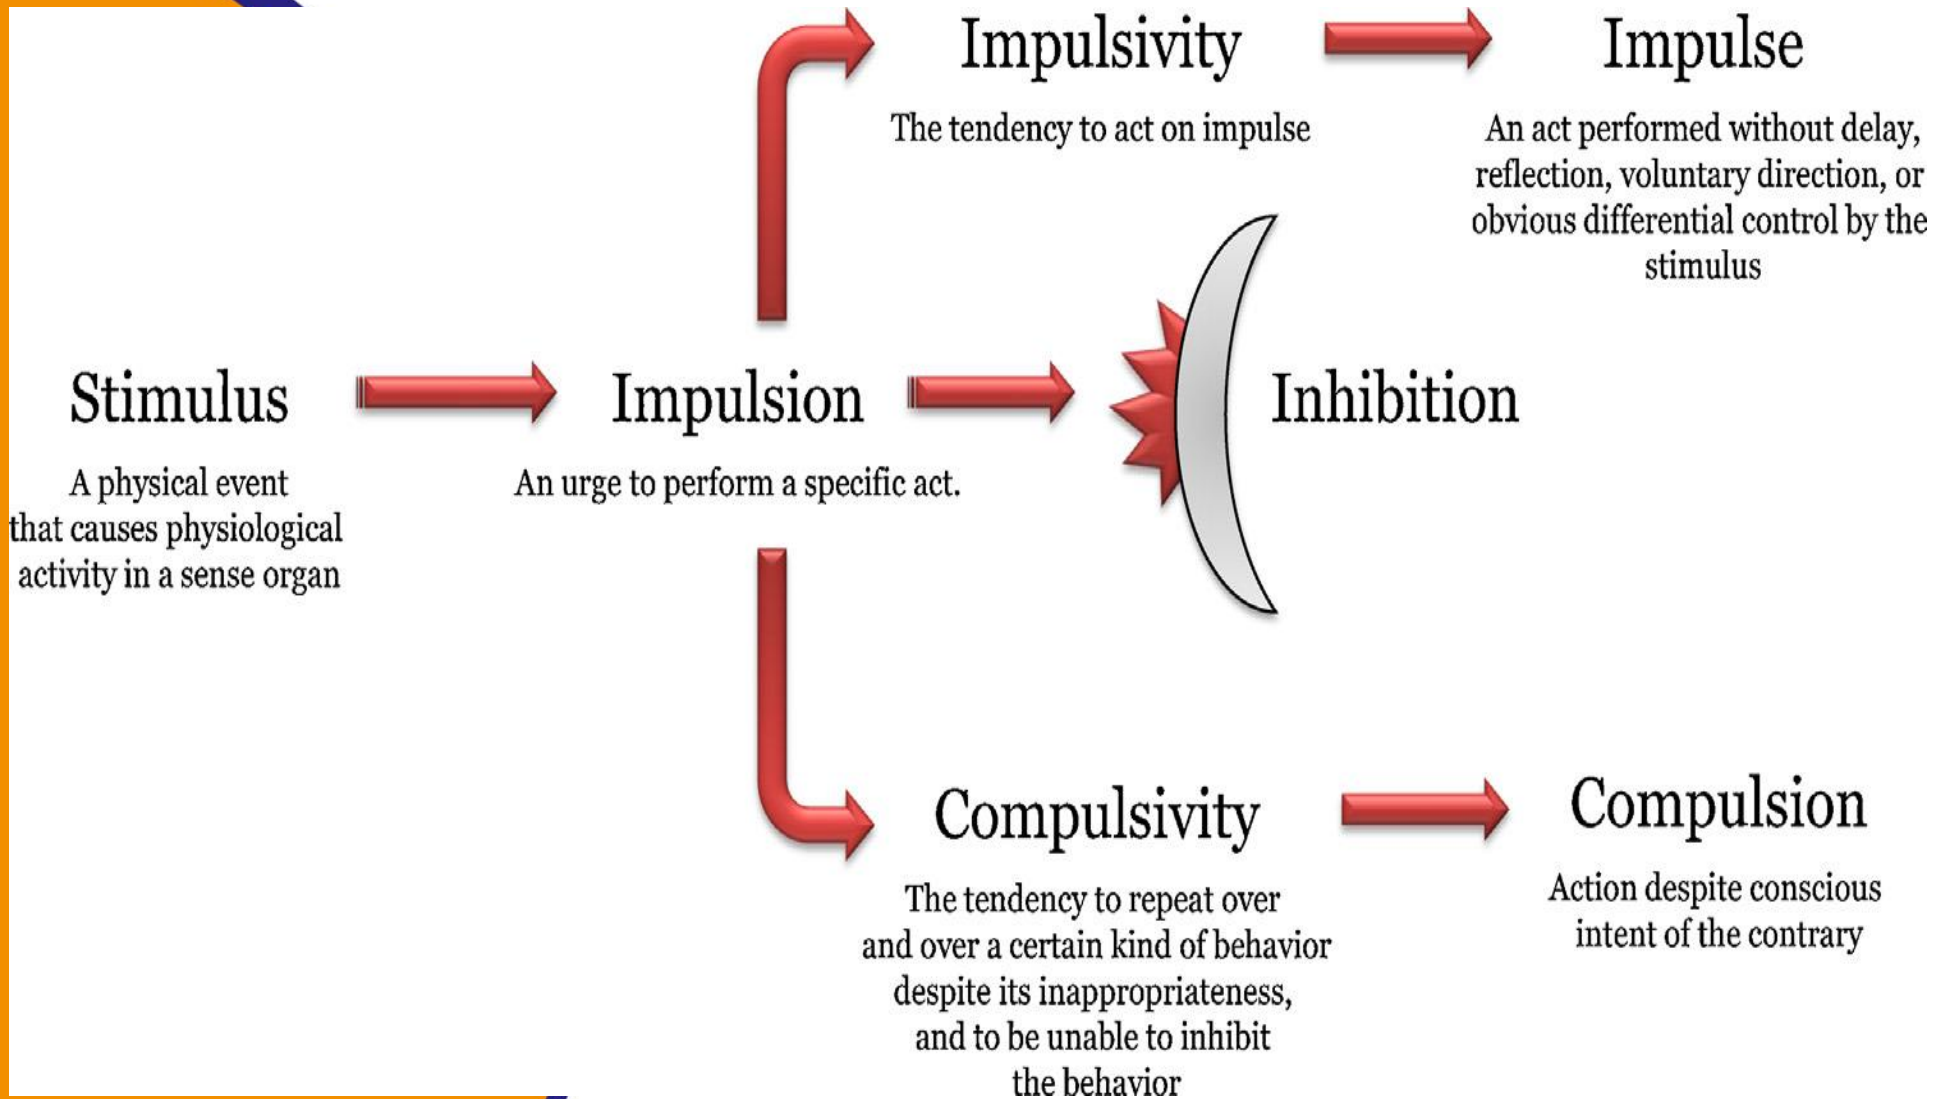 Impulsivity
The tendency to act on impulse
Impulse
An act performed without delay,
reflection, voluntary direction, or
obvious differential control by the
stimulus
Stimulus
A physical event
that causes physiological
activity in a sense organ
Impulsion
An urge to perform a specific act.
Inhibition
Compulsivity
The tendency to repeat over
and over a certain kind of behavior
despite its inappropriateness,
and to be unable to inhibit
the behavior
Compulsion
Action despite conscious
intent of the contrary